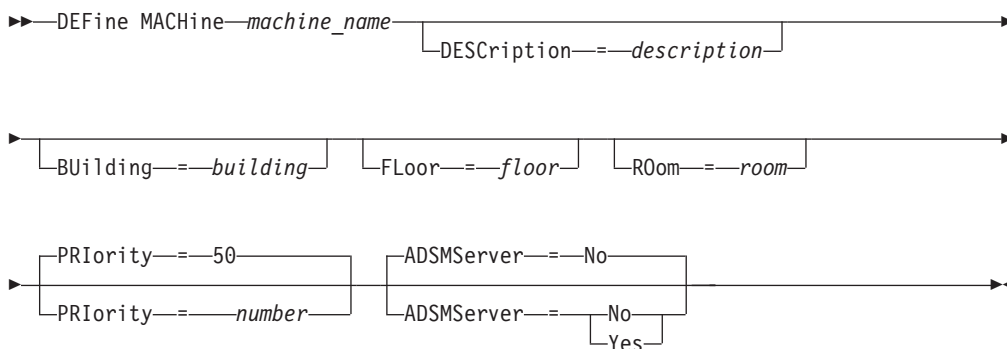 DEFine MACHine machine_name
DESCription = description
BUilding = building FLoor = floor ROom = room
PRIority = 50 ADSMServer = No
PRIority = number ADSMServer = No
Yes